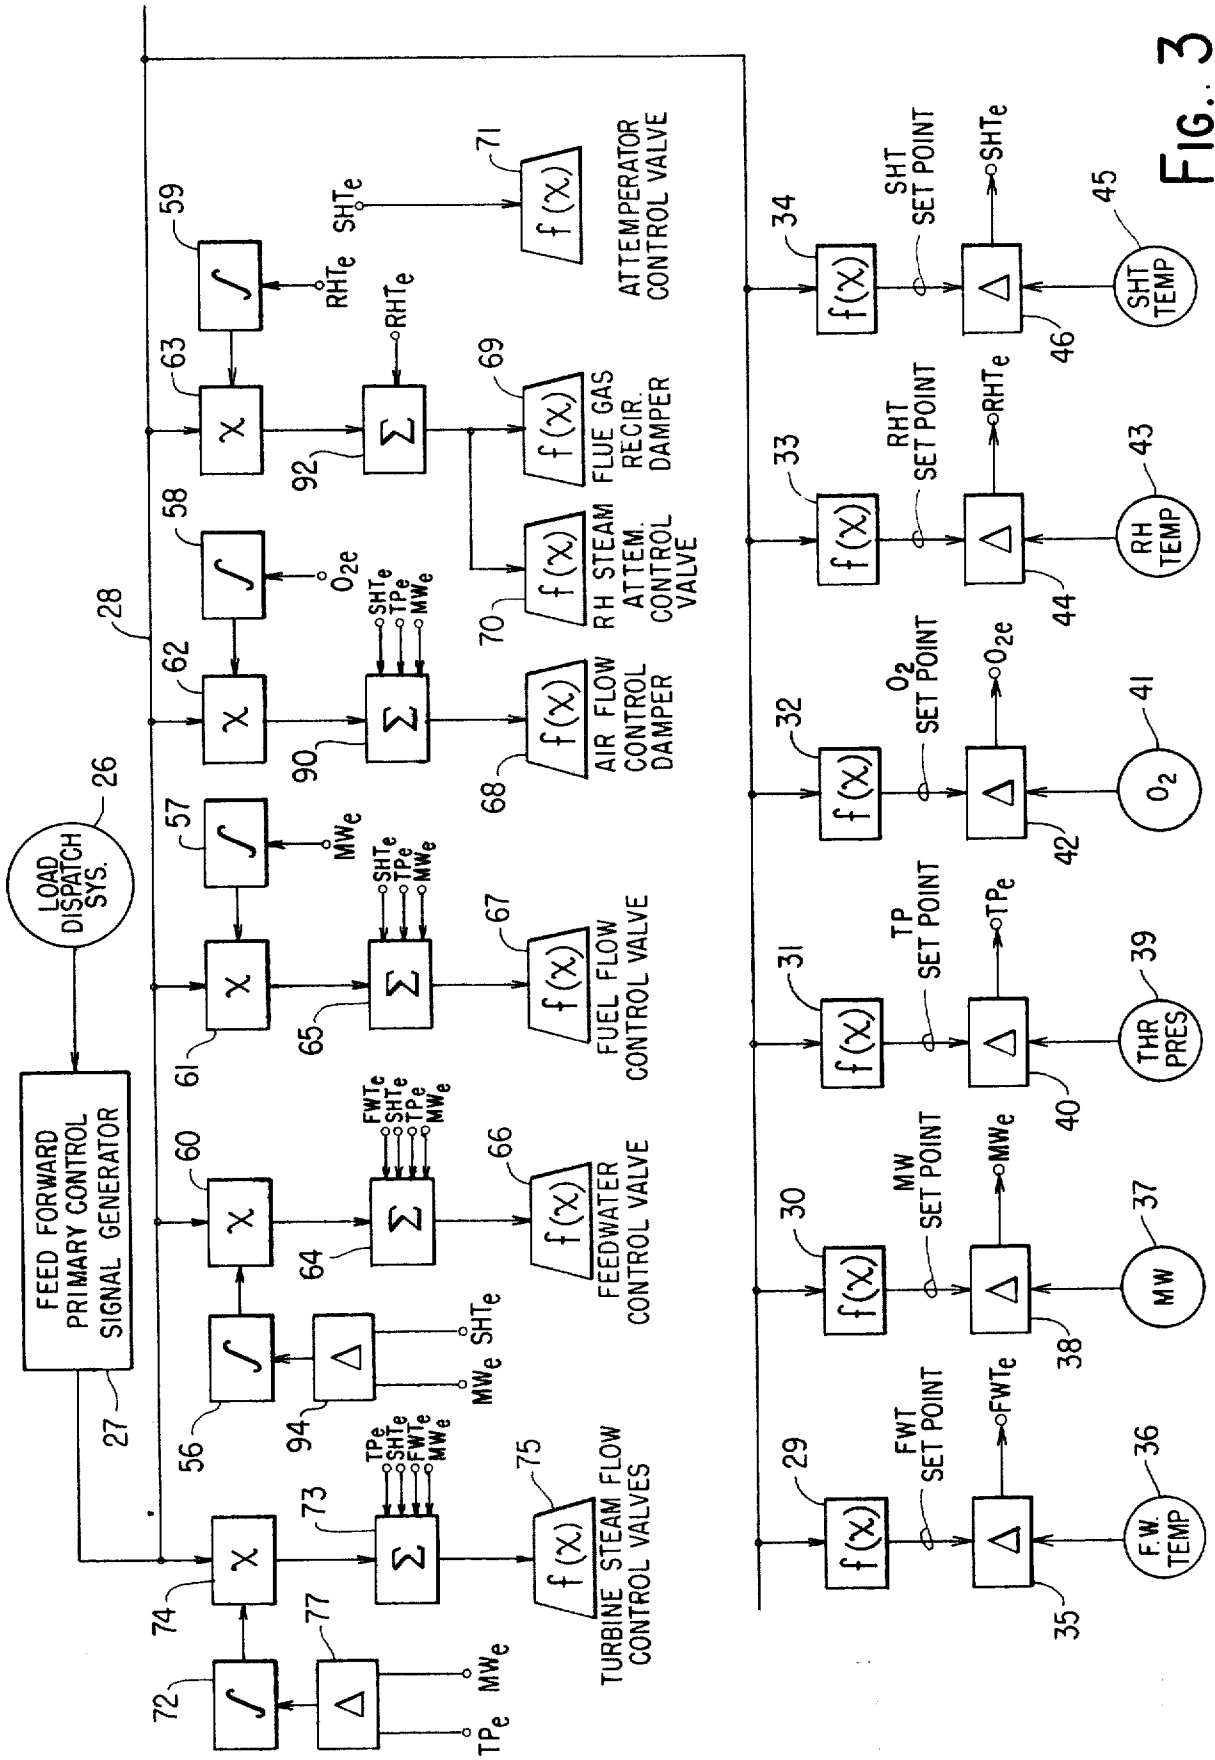 LOAD
DISPATCH
SYS.
26
FEED FORWARD
PRIMARY CONTROL
SIGNAL GENERATOR
27
28
72
∫
77
Δ
TPe
MWe
74
X
73
Σ
TPe
SHTe
FWTe
MWe
75
f(X)
TURBINE STEAM FLOW
CONTROL VALVES
56
∫
94
Δ
MWe
SHTe
60
X
64
Σ
FWTe
SHTe
TPe
MWe
66
f(X)
FEEDWATER
CONTROL VALVE
61
X
57
∫
MWe
65
Σ
SHTe
TPe
MWe
67
f(X)
FUEL FLOW
CONTROL VALVE
62
X
58
∫
O2e
90
Σ
SHTe
TPe
MWe
68
f(X)
AIR FLOW
CONTROL
DAMPER
63
X
59
∫
RHTe
92
Σ
RHTe
70
f(X)
RH STEAM
ATTEM.
CONTROL
VALVE
69
f(X)
FLUE GAS
RECIR.
DAMPER
SHTe
71
f(X)
ATTEMPERATOR
CONTROL VALVE
29
f(X)
FWT
SET POINT
35
Δ
FWTe
F.W.
TEMP
36
30
f(X)
MW
SET POINT
38
Δ
MWe
MW
37
31
f(X)
TP
SET POINT
40
Δ
TPe
THR
PRES
39
32
f(X)
O2
SET POINT
42
Δ
O2e
O2
41
33
f(X)
RHT
SET POINT
44
Δ
RHTe
RH
TEMP
43
34
f(X)
SHT
SET POINT
46
Δ
SHTe
SHT
TEMP
45
FIG. 3